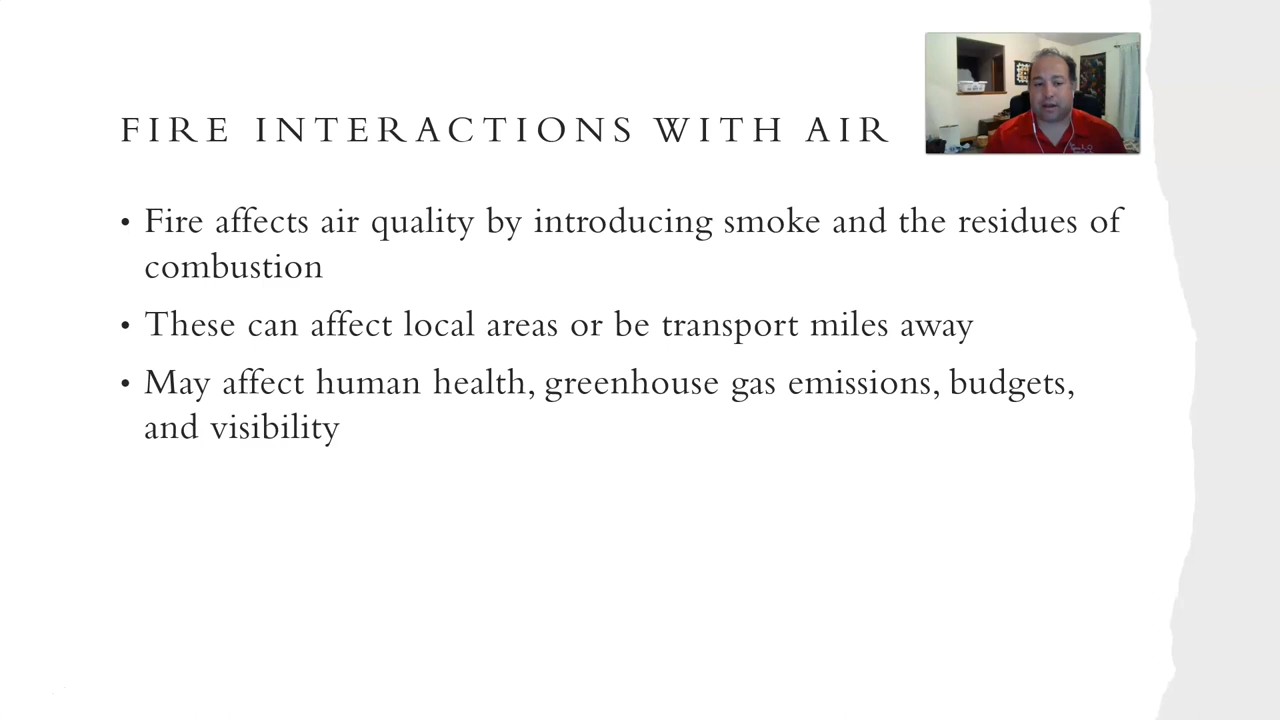 FIRE INTERACTIONS WITH AIR
• Fire affects air quality by introducing smoke and the residues of
combustion
• These can affect local areas or be transport miles away
• May affect human health, greenhouse gas emissions, budgets,
and visibility